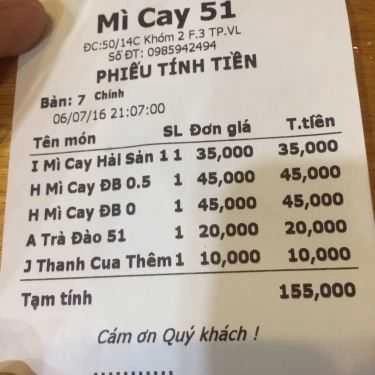 Mì Cay 51
ĐC:50/14C Khóm 2 F.3 TP.VL
Số ĐT: 0985942494
PHIẾU TÍNH TIỀN
Bàn: 7 Chính
06/07/16 21:07:00
Tên món SL Đơn giá T.tiền
I Mì Cay Hải Sản 1 1 35,000 35,000
H Mì Cay ĐB 0.5 1 45,000 45,000
H Mì Cay ĐB 0 1 45,000 45,000
A Trà Đào 51 1 20,000 20,000
J Thanh Cua Thêm 1 10,000 10,000
Tạm tính 155,000
Cám ơn Quý khách !